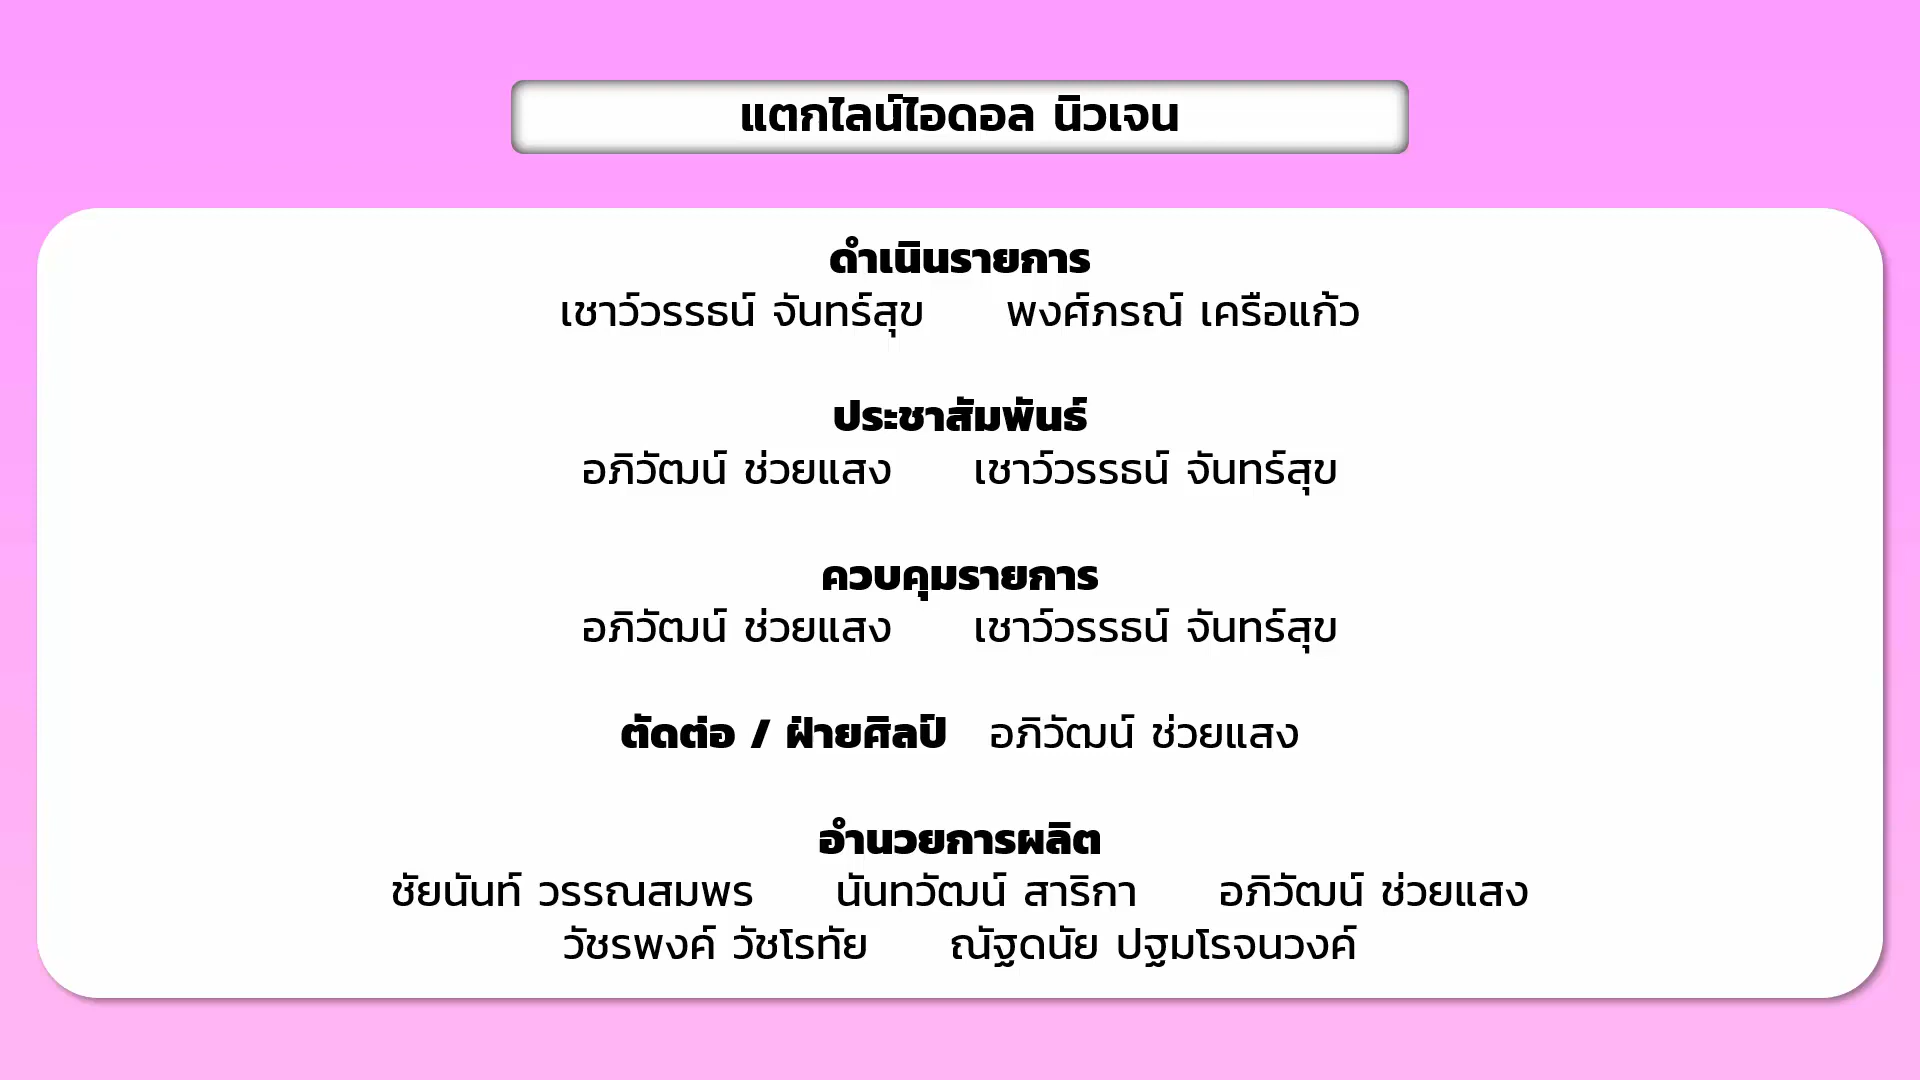 แตกไลน์ไอดอล นิวเจน
ดำเนินรายการ
เชาว์วรรธน์ จันทร์สุข พงศ์ภรณ์ เครือแก้ว
ประชาสัมพันธ์
อภิวัฒน์ ช่วยแสง เชาว์วรรธน์ จันทร์สุข
ควบคุมรายการ
อภิวัฒน์ ช่วยแสง เชาว์วรรธน์ จันทร์สุข
ตัดต่อ / ฝ่ายศิลป์ อภิวัฒน์ ช่วยแสง
อำนวยการผลิต
ชัยนันท์ วรรณสมพร นันทวัฒน์ สาริกา อภิวัฒน์ ช่วยแสง
วัชรพงค์ วัชโรทัย ณัฐดนัย ปฐมโรจนวงค์